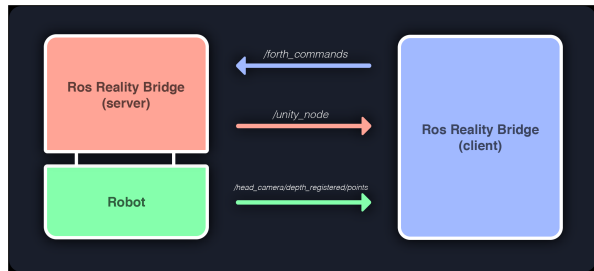 Ros Reality Bridge
(server)
Robot
/forth_commands
/unity_node
/head_camera/depth_registered/points
Ros Reality Bridge
(client)